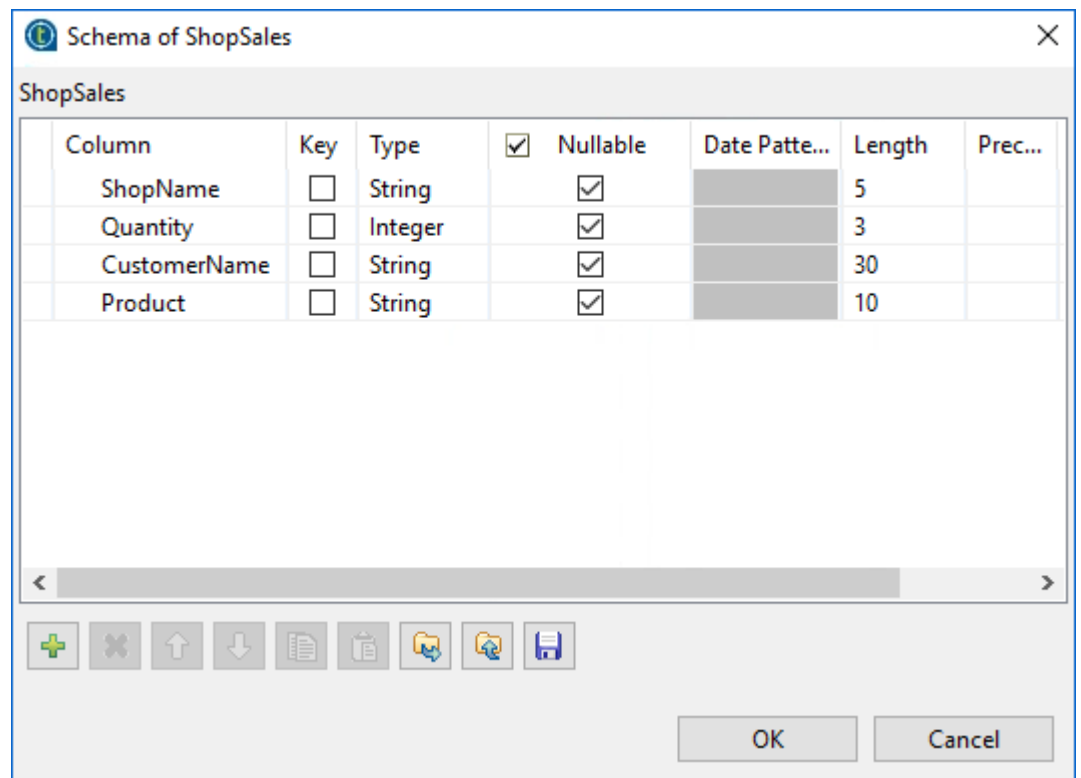 Schema of ShopSales
ShopSales
Column Key Type Nullable Date Patte... Length Prec...
ShopName String 5
Quantity Integer 3
CustomerName String 30
Product String 10
OK Cancel